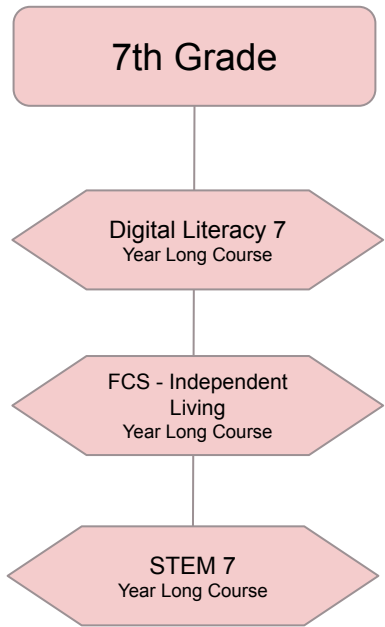 7th Grade
Digital Literacy 7
Year Long Course
FCS - Independent
Living
Year Long Course
STEM 7
Year Long Course